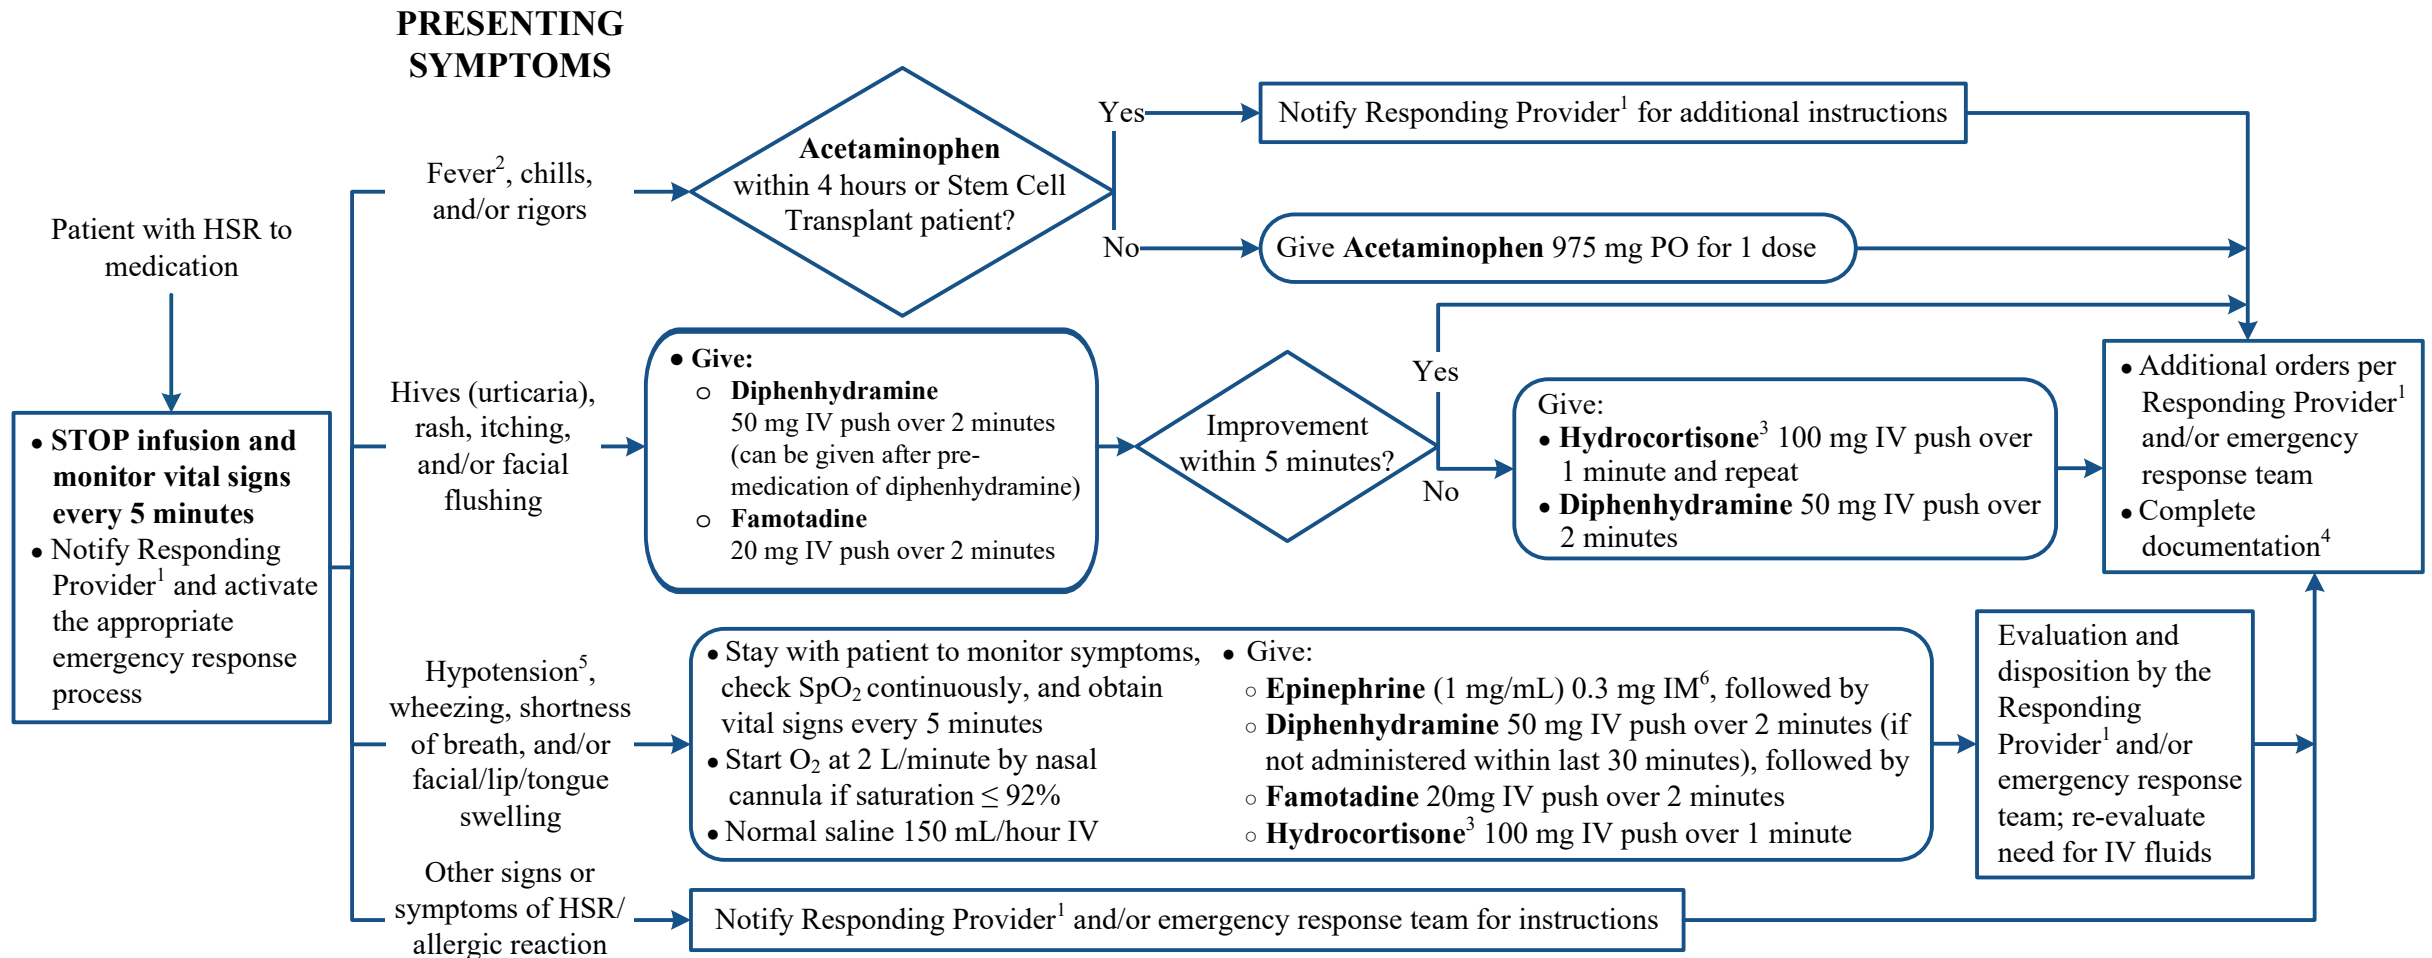 PRESENTING
SYMPTOMS
Patient with HSR to
medication
● STOP infusion and
monitor vital signs
every 5 minutes
● Notify Responding
Provider¹ and activate
the appropriate
emergency response
process
Fever², chills,
and/or rigors
Acetaminophen
within 4 hours or Stem Cell
Transplant patient?
Yes
Notify Responding Provider¹ for additional instructions
No
Give Acetaminophen 975 mg PO for 1 dose
Hives (urticaria),
rash, itching,
and/or facial
flushing
● Give:
o Diphenhydramine
50 mg IV push over 2 minutes
(can be given after pre-
medication of diphenhydramine)
o Famotadine
20 mg IV push over 2 minutes
Improvement
within 5 minutes?
Yes
No
Give:
● Hydrocortisone³ 100 mg IV push over
1 minute and repeat
● Diphenhydramine 50 mg IV push over
2 minutes
● Additional orders per
Responding Provider¹
and/or emergency
response team
● Complete
documentation⁴
Hypotension⁵,
wheezing, shortness
of breath, and/or
facial/lip/tongue
swelling
● Stay with patient to monitor symptoms,
check SpO₂ continuously, and obtain
vital signs every 5 minutes
● Start O₂ at 2 L/minute by nasal
cannula if saturation ≤ 92%
● Normal saline 150 mL/hour IV
● Give:
○ Epinephrine (1 mg/mL) 0.3 mg IM⁶, followed by
○ Diphenhydramine 50 mg IV push over 2 minutes (if
not administered within last 30 minutes), followed by
○ Famotadine 20mg IV push over 2 minutes
○ Hydrocortisone³ 100 mg IV push over 1 minute
Evaluation and
disposition by the
Responding
Provider¹ and/or
emergency response
team; re-evaluate
need for IV fluids
Other signs or
symptoms of HSR/
allergic reaction
Notify Responding Provider¹ and/or emergency response team for instructions